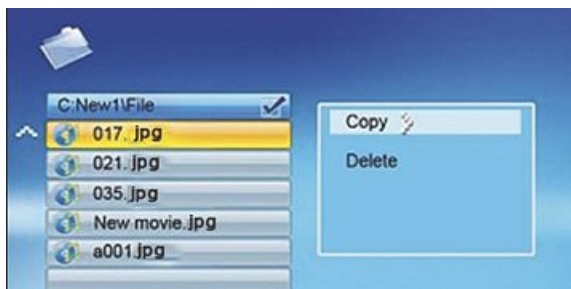 C:New1\File
017. jpg
021. jpg
035. jpg
New movie. jpg
a001 jpg
Copy
Delete